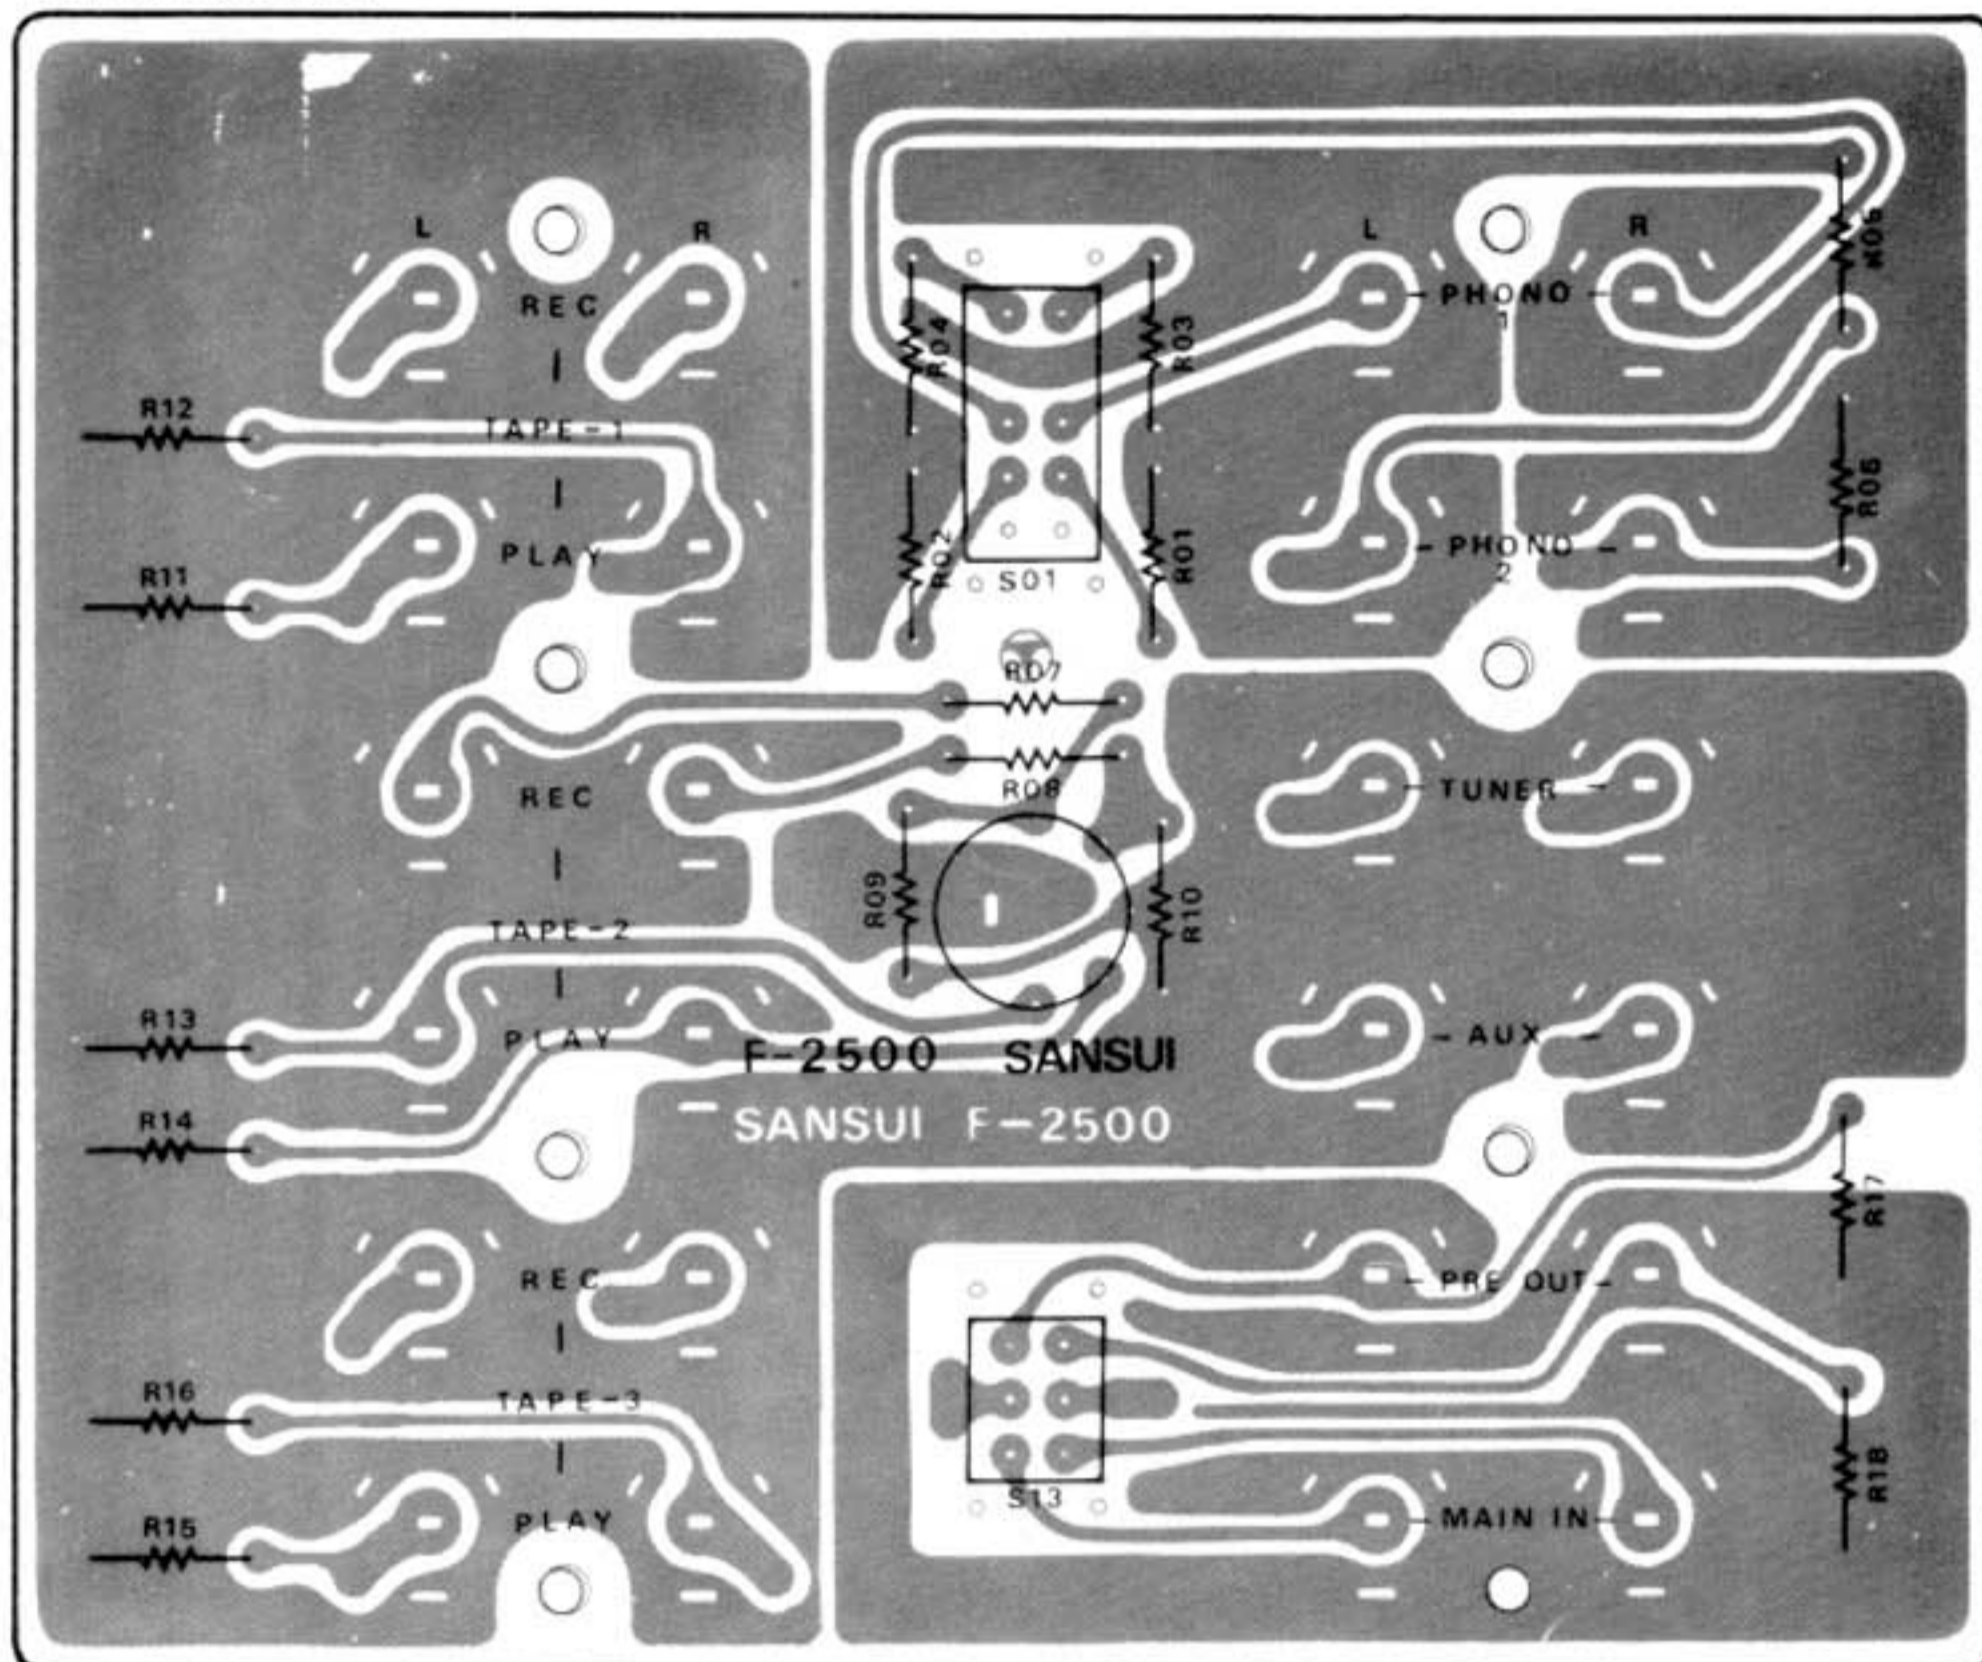 L R L R
REC
- PHONO -
1
R06
R04
R03
R12
TAPE-1
R11
PLAY
- PHONO -
2
R02
R01
S01
R07
REC
R08
- TUNER -
R09
R10
TAPE-2
R13
PLAY
- AUX -
F-2500 SANSUI
R14
SANSUI F-2500
R17
REC
- PRE OUT -
R16
TAPE-3
R18
S13
R15
PLAY
- MAIN IN -